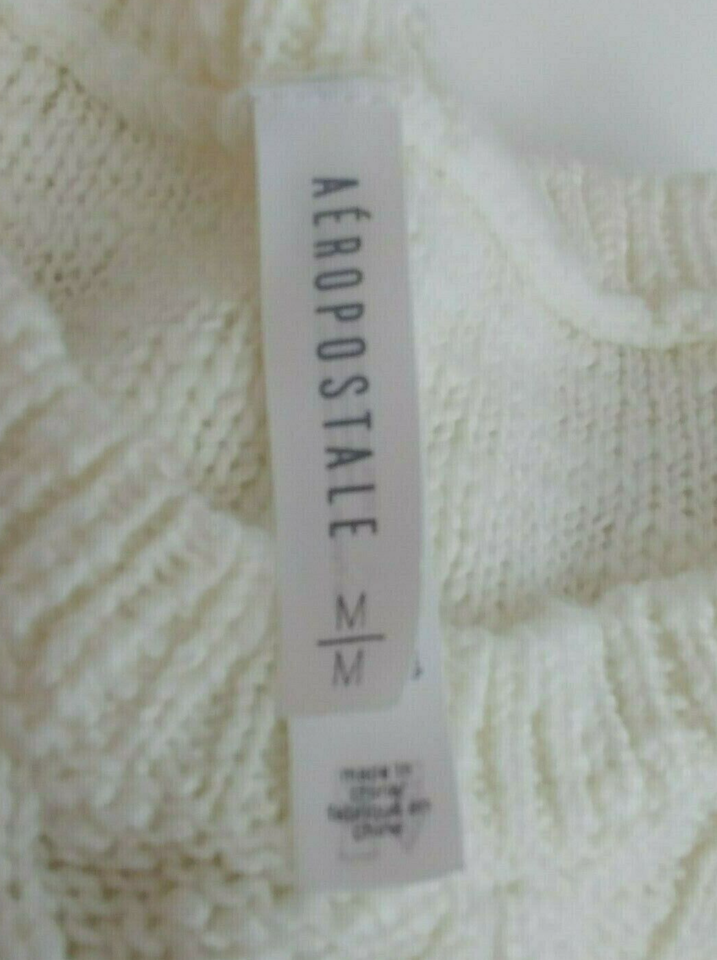 AÉROPOSTALE
M
M
made in
china/
fabriqué en
chine